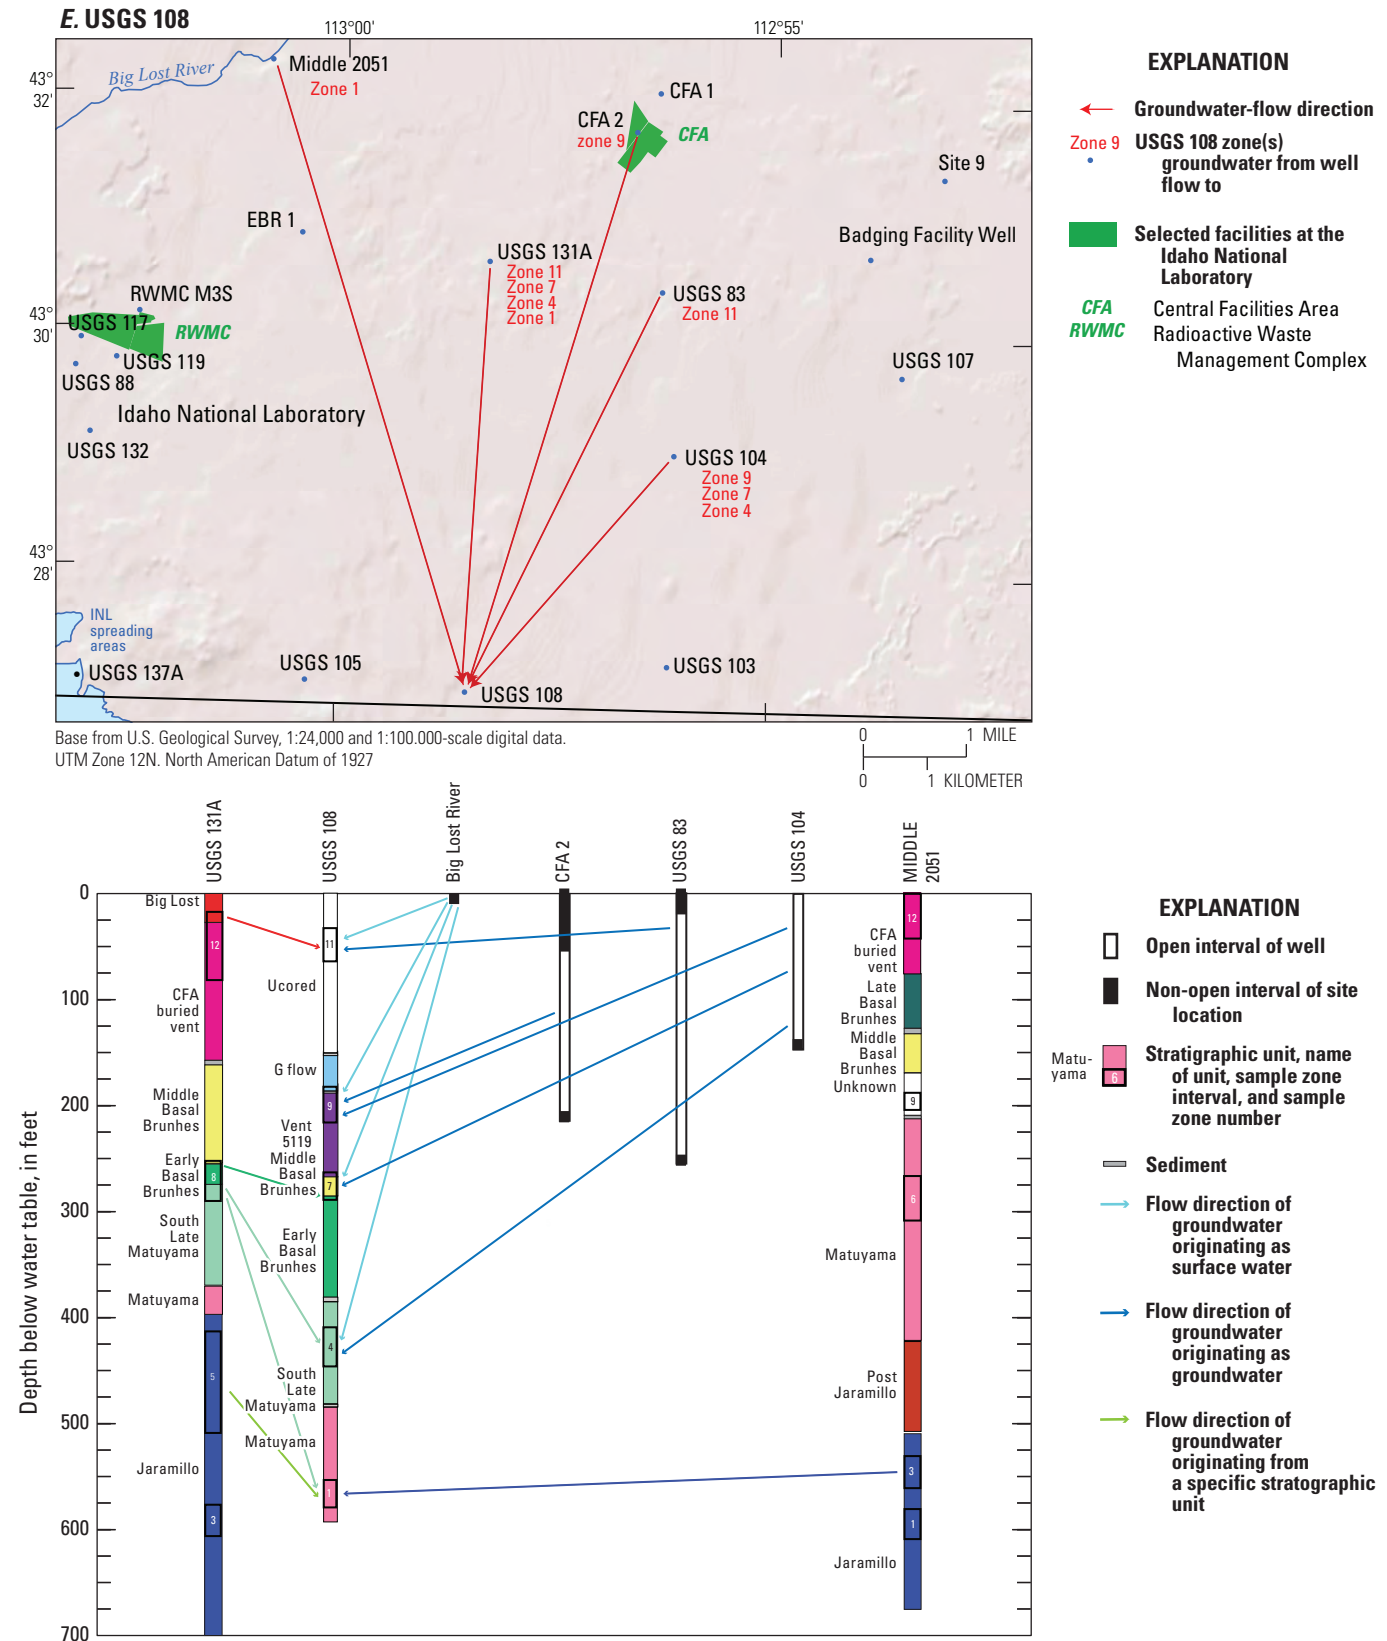 E. USGS 108
113°00'
112°55'
43°
32'
43°
30'
43°
28'
Big Lost River
Middle 2051
Zone 1
CFA 1
CFA 2
zone 9
CFA
Site 9
EBR 1
USGS 131A
Zone 11
Zone 7
Zone 4
Zone 1
Badging Facility Well
RWMC M3S
USGS 83
Zone 11
USGS 117
RWMC
USGS 119
USGS 88
USGS 107
Idaho National Laboratory
USGS 132
USGS 104
Zone 9
Zone 7
Zone 4
INL
spreading
areas
USGS 137A
USGS 105
USGS 103
USGS 108
Base from U.S. Geological Survey, 1:24,000 and 1:100.000-scale digital data.
UTM Zone 12N. North American Datum of 1927
0 1 MILE
0 1 KILOMETER
EXPLANATION
Groundwater-flow direction
Zone 9 USGS 108 zone(s)
groundwater from well
flow to
Selected facilities at the
Idaho National
Laboratory
CFA Central Facilities Area
RWMC Radioactive Waste
Management Complex
USGS 131A
USGS 108
Big Lost River
CFA 2
USGS 83
USGS 104
MIDDLE
2051
Depth below water table, in feet
0
100
200
300
400
500
600
700
Big Lost
12
CFA
buried
vent
Middle
Basal
Brunhes
Early
Basal
Brunhes
8
South
Late
Matuyama
Matuyama
5
Jaramillo
3
11
Ucored
G flow
9
Vent
5119
Middle
Basal
Brunhes
7
Early
Basal
Brunhes
4
South
Late
Matuyama
Matuyama
1
12
CFA
buried
vent
Late
Basal
Brunhes
Middle
Basal
Brunhes
Unknown
9
6
Matuyama
Post
Jaramillo
3
1
Jaramillo
EXPLANATION
Open interval of well
Non-open interval of site
location
Matu-
yama
6
Stratigraphic unit, name
of unit, sample zone
interval, and sample
zone number
Sediment
Flow direction of
groundwater
originating as
surface water
Flow direction of
groundwater
originating as
groundwater
Flow direction of
groundwater
originating from
a specific stratographic
unit